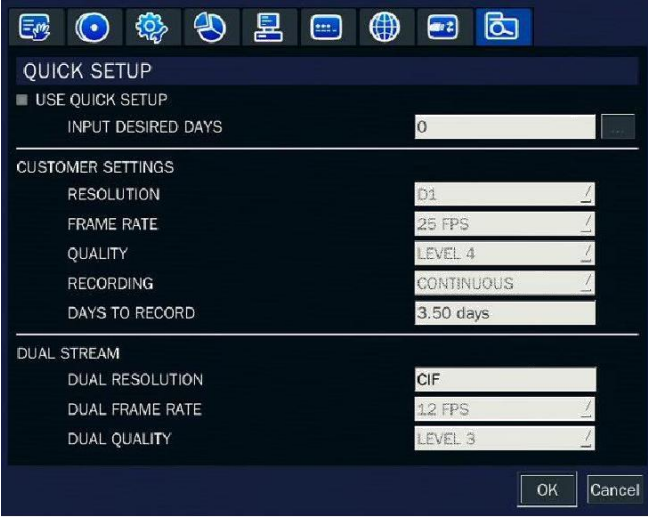 QUICK SETUP
USE QUICK SETUP
INPUT DESIRED DAYS 0 ...
CUSTOMER SETTINGS
RESOLUTION D1
FRAME RATE 25 FPS
QUALITY LEVEL 4
RECORDING CONTINUOUS
DAYS TO RECORD 3.50 days
DUAL STREAM
DUAL RESOLUTION CIF
DUAL FRAME RATE 12 FPS
DUAL QUALITY LEVEL 3
OK Cancel